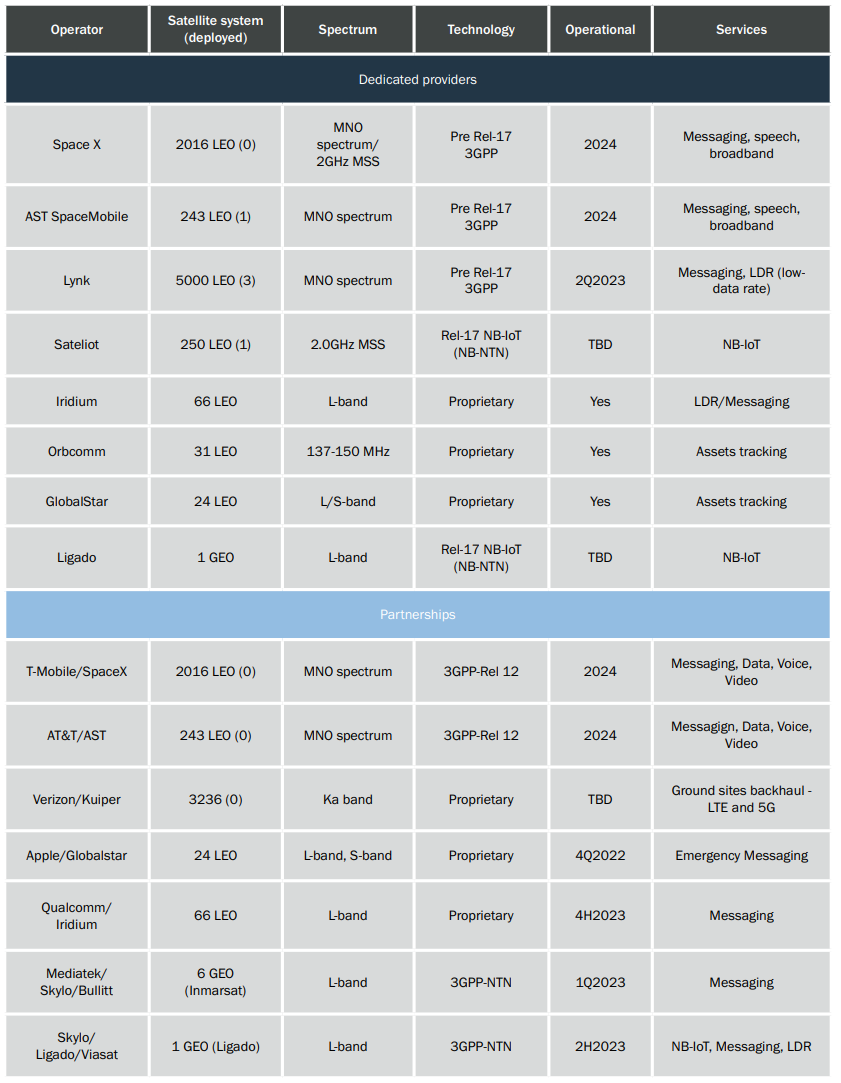 Operator Satellite system (deployed) Spectrum Technology Operational Services
Dedicated providers
Space X 2016 LEO (0) MNO spectrum/ 2GHz MSS Pre Rel-17 3GPP 2024 Messaging, speech, broadband
AST SpaceMobile 243 LEO (1) MNO spectrum Pre Rel-17 3GPP 2024 Messaging, speech, broadband
Lynk 5000 LEO (3) MNO spectrum Pre Rel-17 3GPP 2Q2023 Messaging, LDR (low-data rate)
Sateliot 250 LEO (1) 2.0GHz MSS Rel-17 NB-IoT (NB-NTN) TBD NB-IoT
Iridium 66 LEO L-band Proprietary Yes LDR/Messaging
Orbcomm 31 LEO 137-150 MHz Proprietary Yes Assets tracking
GlobalStar 24 LEO L/S-band Proprietary Yes Assets tracking
Ligado 1 GEO L-band Rel-17 NB-IoT (NB-NTN) TBD NB-IoT
Partnerships
T-Mobile/SpaceX 2016 LEO (0) MNO spectrum 3GPP-Rel 12 2024 Messaging, Data, Voice, Video
AT&T/AST 243 LEO (0) MNO spectrum 3GPP-Rel 12 2024 Messagign, Data, Voice, Video
Verizon/Kuiper 3236 (0) Ka band Proprietary TBD Ground sites backhaul - LTE and 5G
Apple/Globalstar 24 LEO L-band, S-band Proprietary 4Q2022 Emergency Messaging
Qualcomm/ Iridium 66 LEO L-band Proprietary 4H2023 Messaging
Mediatek/ Skylo/Bullitt 6 GEO (Inmarsat) L-band 3GPP-NTN 1Q2023 Messaging
Skylo/ Ligado/Viasat 1 GEO (Ligado) L-band 3GPP-NTN 2H2023 NB-IoT, Messaging, LDR